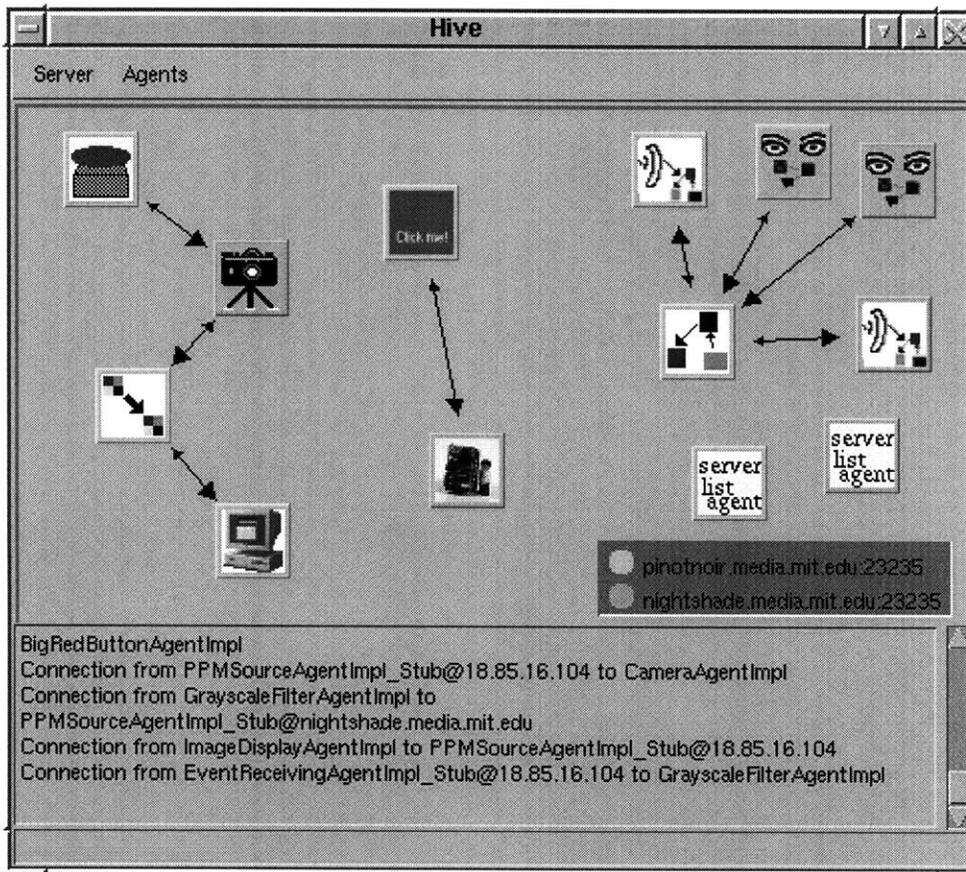 Hive
Server Agents
Click me!
server
list
agent
server
list
agent
pinotnoir.media.mit.edu:23235
nightshade.media.mit.edu:23235
BigRedButtonAgentImpl
Connection from PPMSourceAgentImpl_Stub@18.85.16.104 to CameraAgentImpl
Connection from GrayscaleFilterAgentImpl to
PPMSourceAgentImpl_Stub@nightshade.media.mit.edu
Connection from ImageDisplayAgentImpl to PPMSourceAgentImpl_Stub@18.85.16.104
Connection from EventReceivingAgentImpl_Stub@18.85.16.104 to GrayscaleFilterAgentImpl